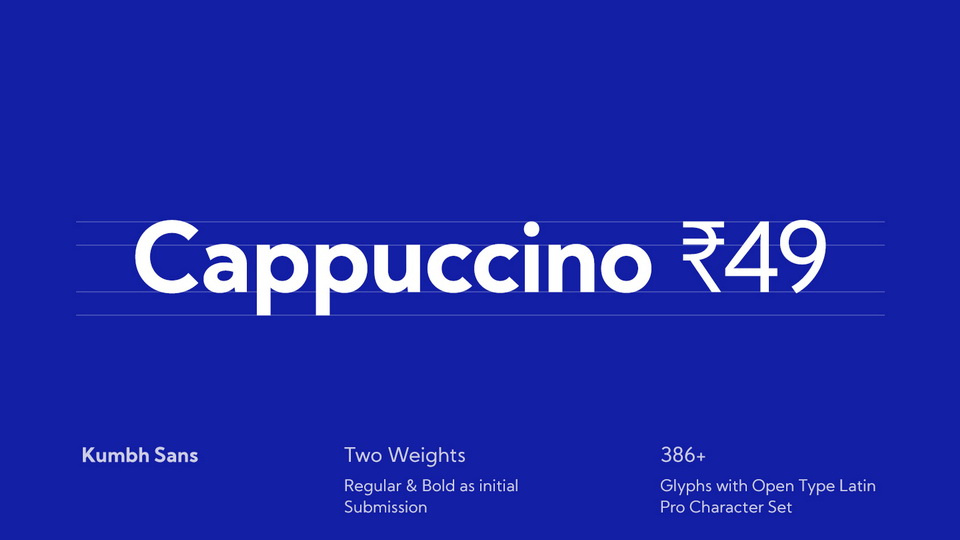 Cappuccino ₹49
Kumbh Sans
Two Weights
Regular & Bold as initial
Submission
386+
Glyphs with Open Type Latin
Pro Character Set